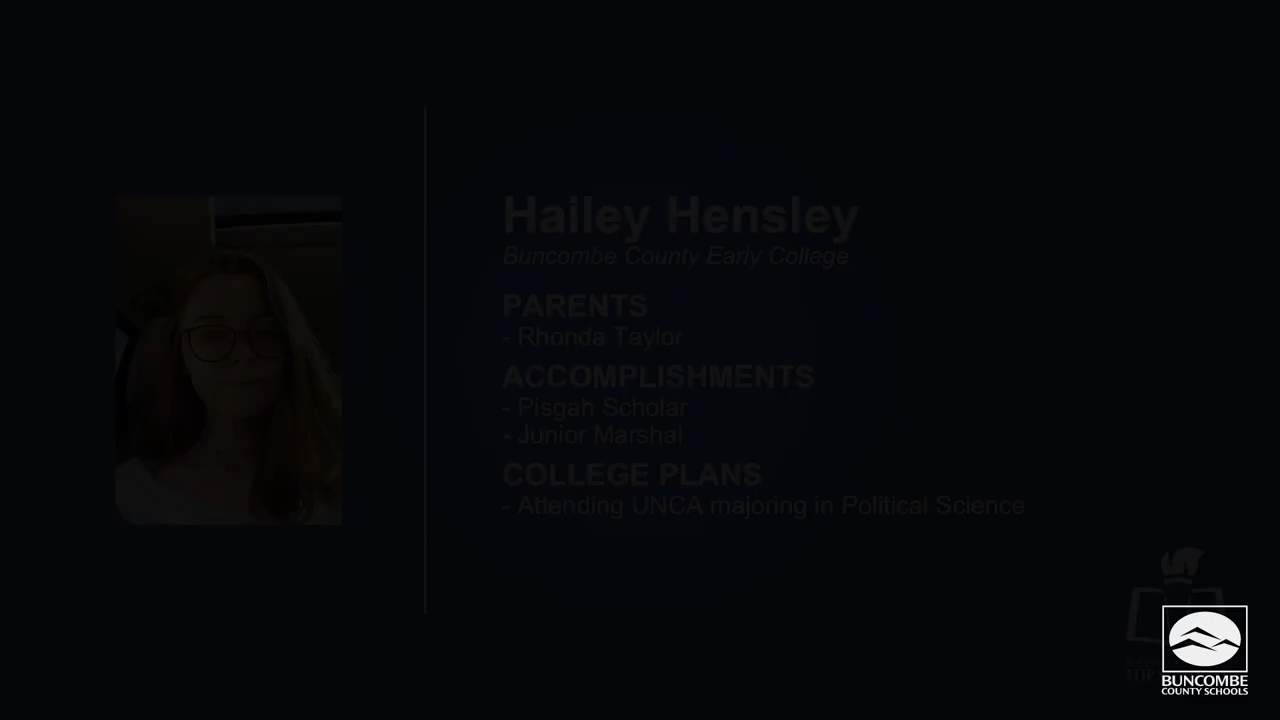 Hailey Hensley
Buncombe County Early College
PARENTS
- Rhonda Taylor
ACCOMPLISHMENTS
- Pisgah Scholar
- Junior Marshal
COLLEGE PLANS
- Attending UNCA majoring in Political Science
BUNCOMBE
COUNTY SCHOOLS